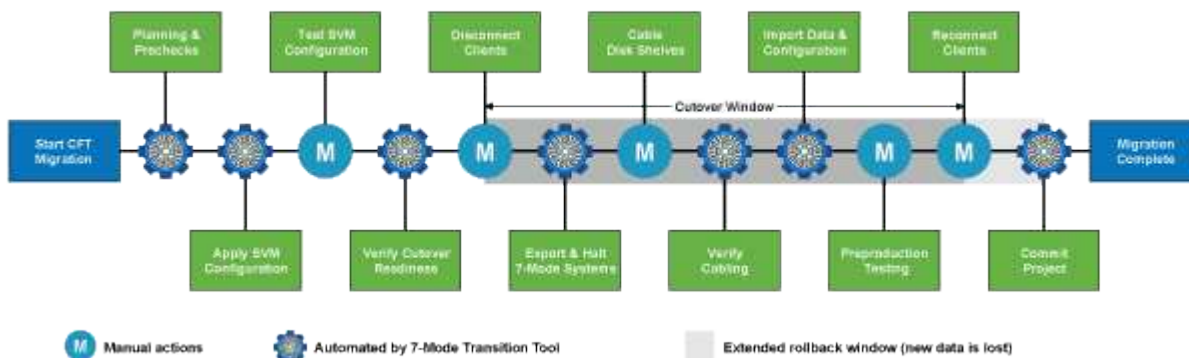 Planning &
Prechecks
Test SVM
Configuration
Disconnect
Clients
Cable
Disk Shelves
Import Data &
Configuration
Reconnect
Clients
Cutover Window
Start CFT
Migration
M
M
M
M
M
Migration
Complete
Apply SVM
Configuration
Verify Cutover
Readiness
Export & Halt
7-Mode Systems
Verify
Cabling
Preproduction
Testing
Commit
Project
M Manual actions
Automated by 7-Mode Transition Tool
Extended rollback window (new data is lost)